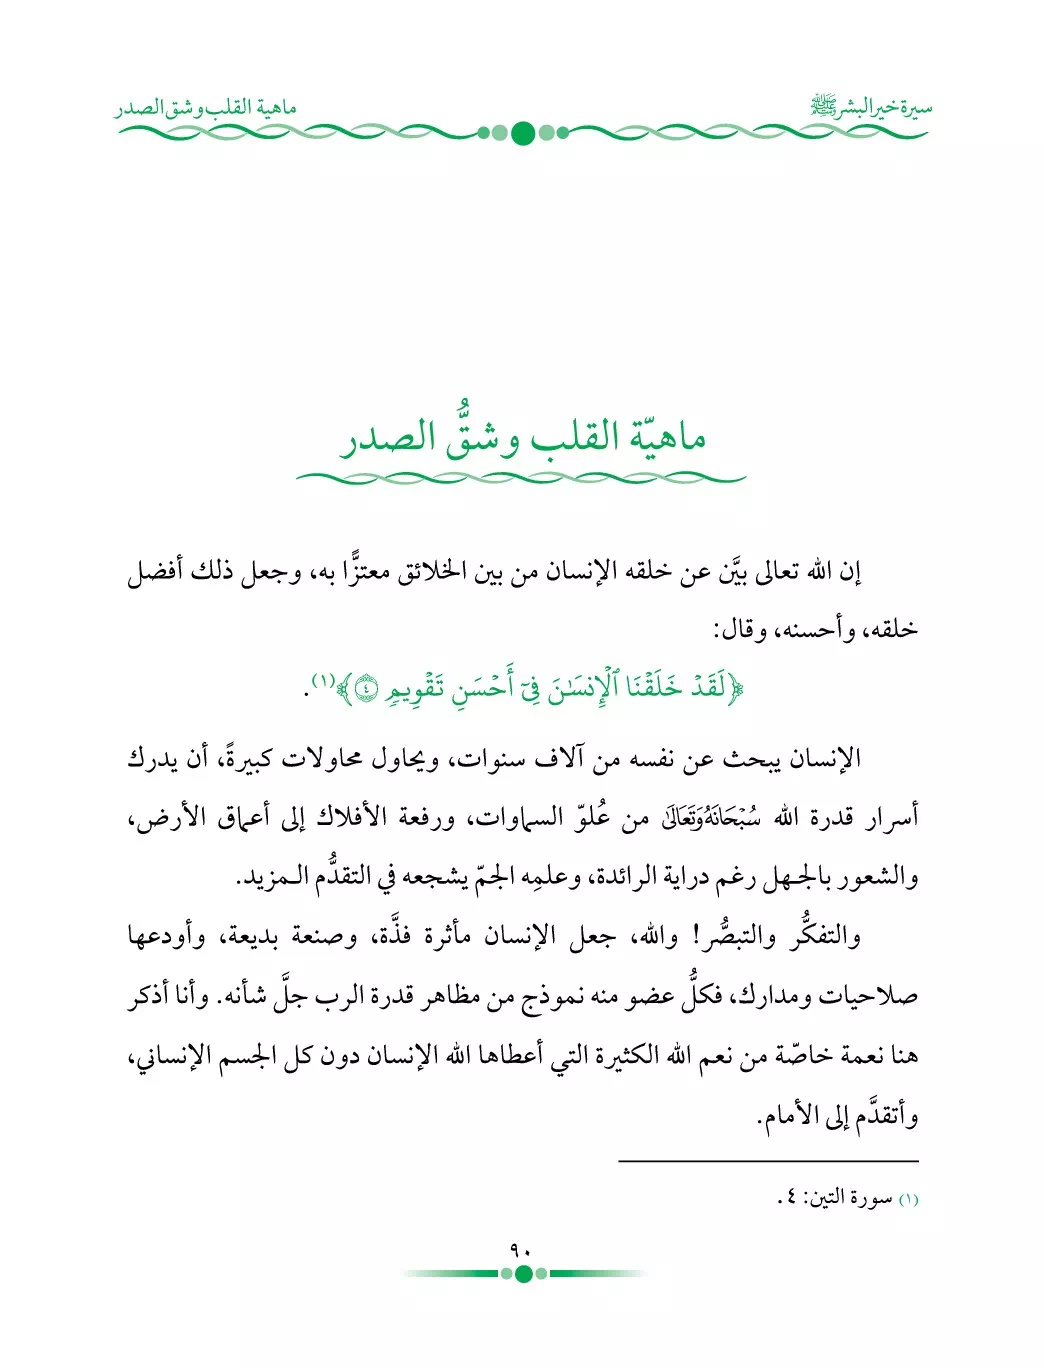 سيرة خير البشر ﷺ
ماهية القلب وشق الصدر
ماهيّة القلب وشقُّ الصدر
إن الله تعالى بيَّن عن خلقه الإنسان من بين الخلائق معتزًّا به، وجعل ذلك أفضل
خلقه، وأحسنه، وقال:
﴿لَقَدۡ خَلَقۡنَا ٱلۡإِنسَٰنَ فِيٓ أَحۡسَنِ تَقۡوِيمٖ ٤﴾(١).
الإنسان يبحث عن نفسه من آلاف سنوات، ويحاول محاولات كبيرةً، أن يدرك
أسرار قدرة الله سُبْحَانَهُ وَتَعَالَىٰ من عُلوّ السماوات، ورفعة الأفلاك إلى أعماق الأرض،
والشعور بالجـهل رغم دراية الرائدة، وعلمِه الجمّ يشجعه في التقدُّم الـمزيد.
والتفكُّر والتبصُّر! والله، جعل الإنسان مأثرة فذَّة، وصنعة بديعة، وأودعها
صلاحيات ومدارك، فكلُّ عضو منه نموذج من مظاهر قدرة الرب جلَّ شأنه. وأنا أذكر
هنا نعمة خاصّة من نعم الله الكثيرة التي أعطاها الله الإنسان دون كل الجسم الإنساني،
وأتقدَّم إلى الأمام.
(١) سورة التين: ٤.
٩٠